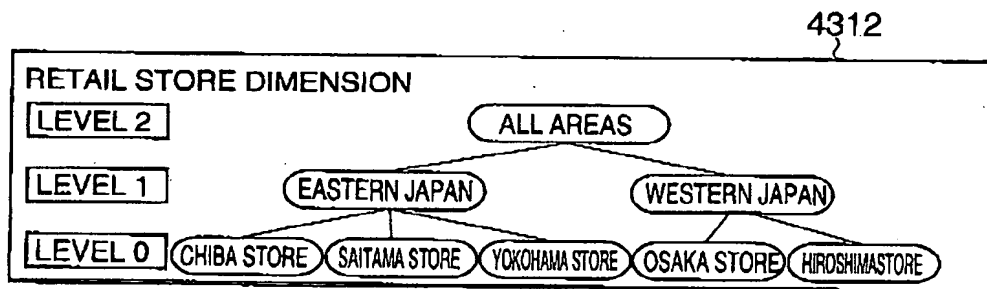 4312
RETAIL STORE DIMENSION
LEVEL 2 ALL AREAS
LEVEL 1 EASTERN JAPAN WESTERN JAPAN
LEVEL 0 CHIBA STORE SAITAMA STORE YOKOHAMA STORE OSAKA STORE HIROSHIMASTORE